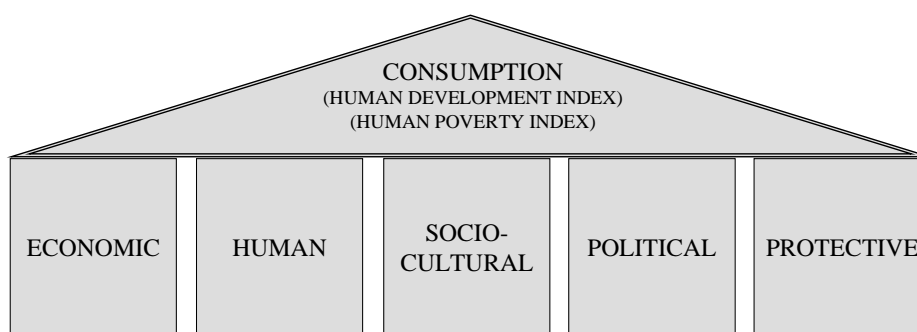 CONSUMPTION
(HUMAN DEVELOPMENT INDEX)
(HUMAN POVERTY INDEX)
ECONOMIC
HUMAN
SOCIO-
CULTURAL
POLITICAL
PROTECTIVE